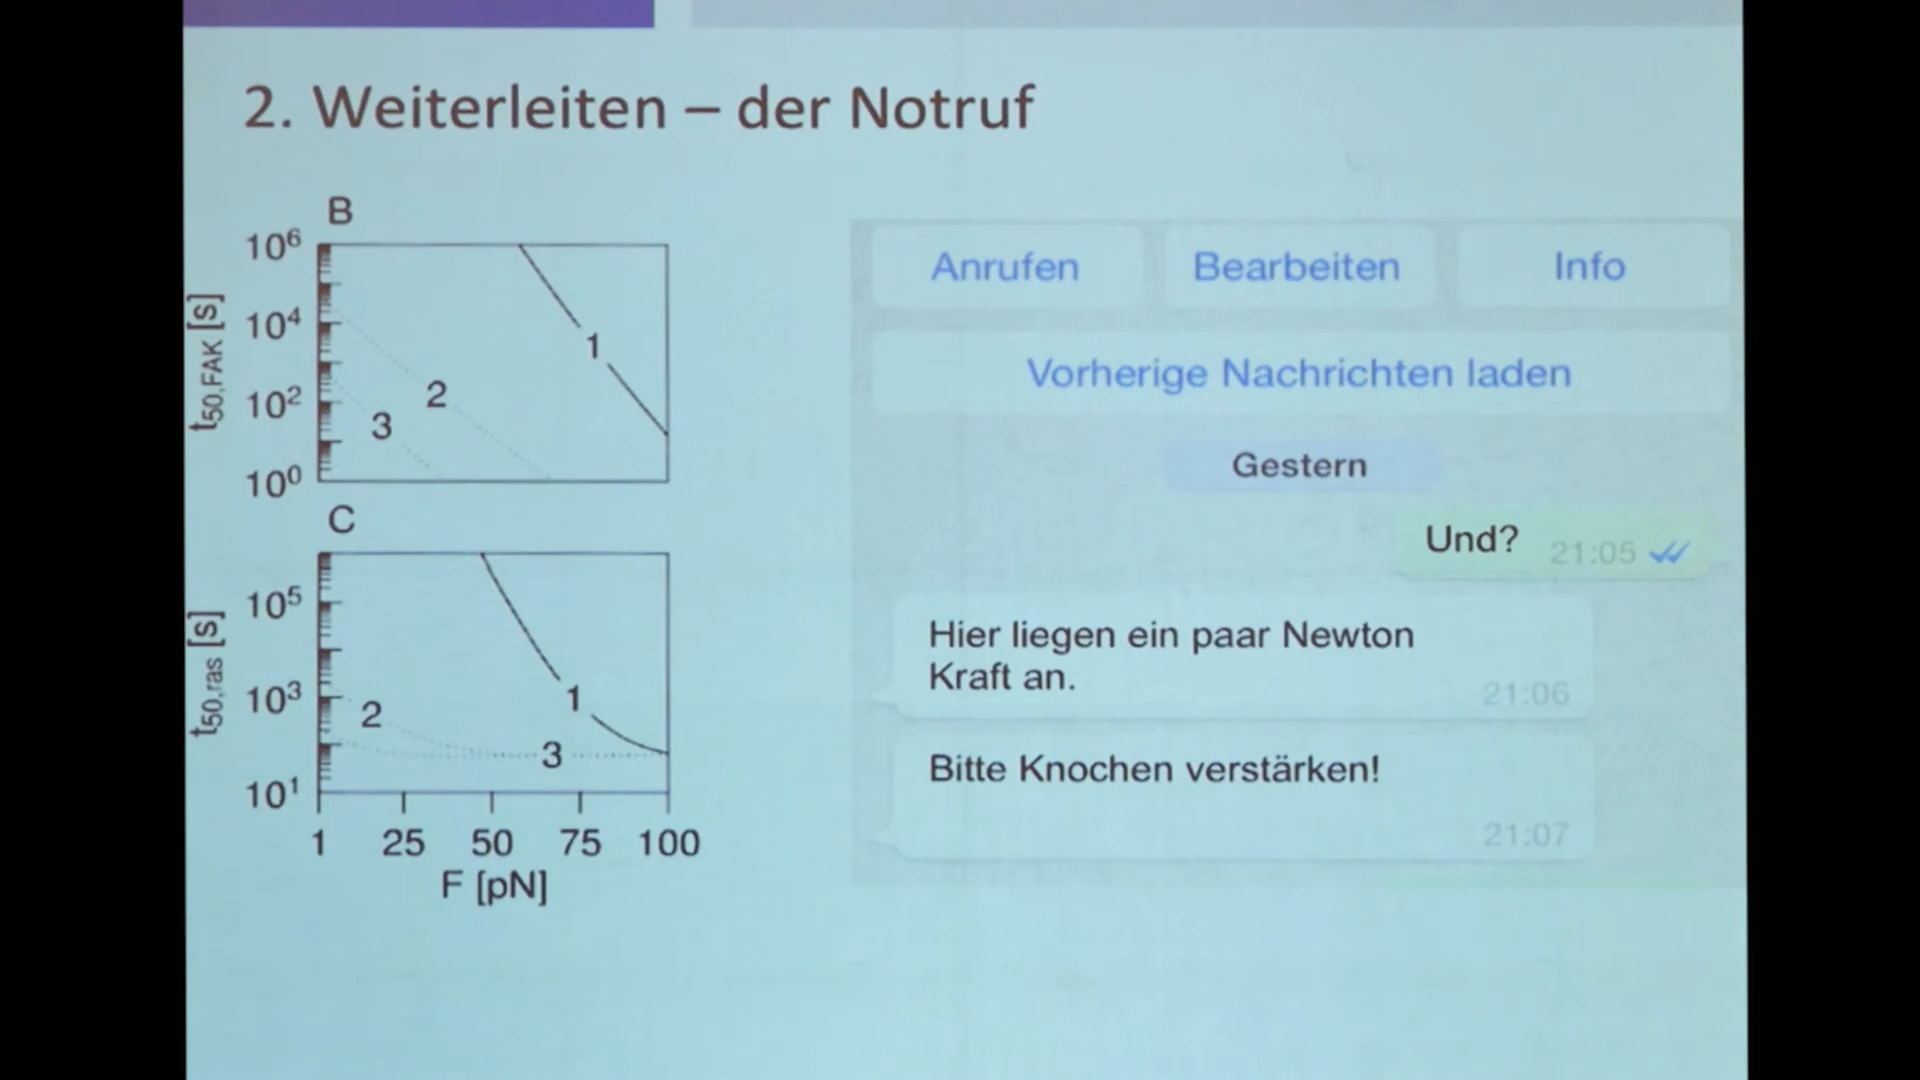 2. Weiterleiten – der Notruf
B
10⁶
10⁴
10²
10⁰
t50,FAK [s]
1
2
3
C
10⁵
10³
10¹
t50,ras [s]
1
2
3
1 25 50 75 100
F [pN]
Anrufen Bearbeiten Info
Vorherige Nachrichten laden
Gestern
Und? 21:05
Hier liegen ein paar Newton
Kraft an.
21:06
Bitte Knochen verstärken!
21:07